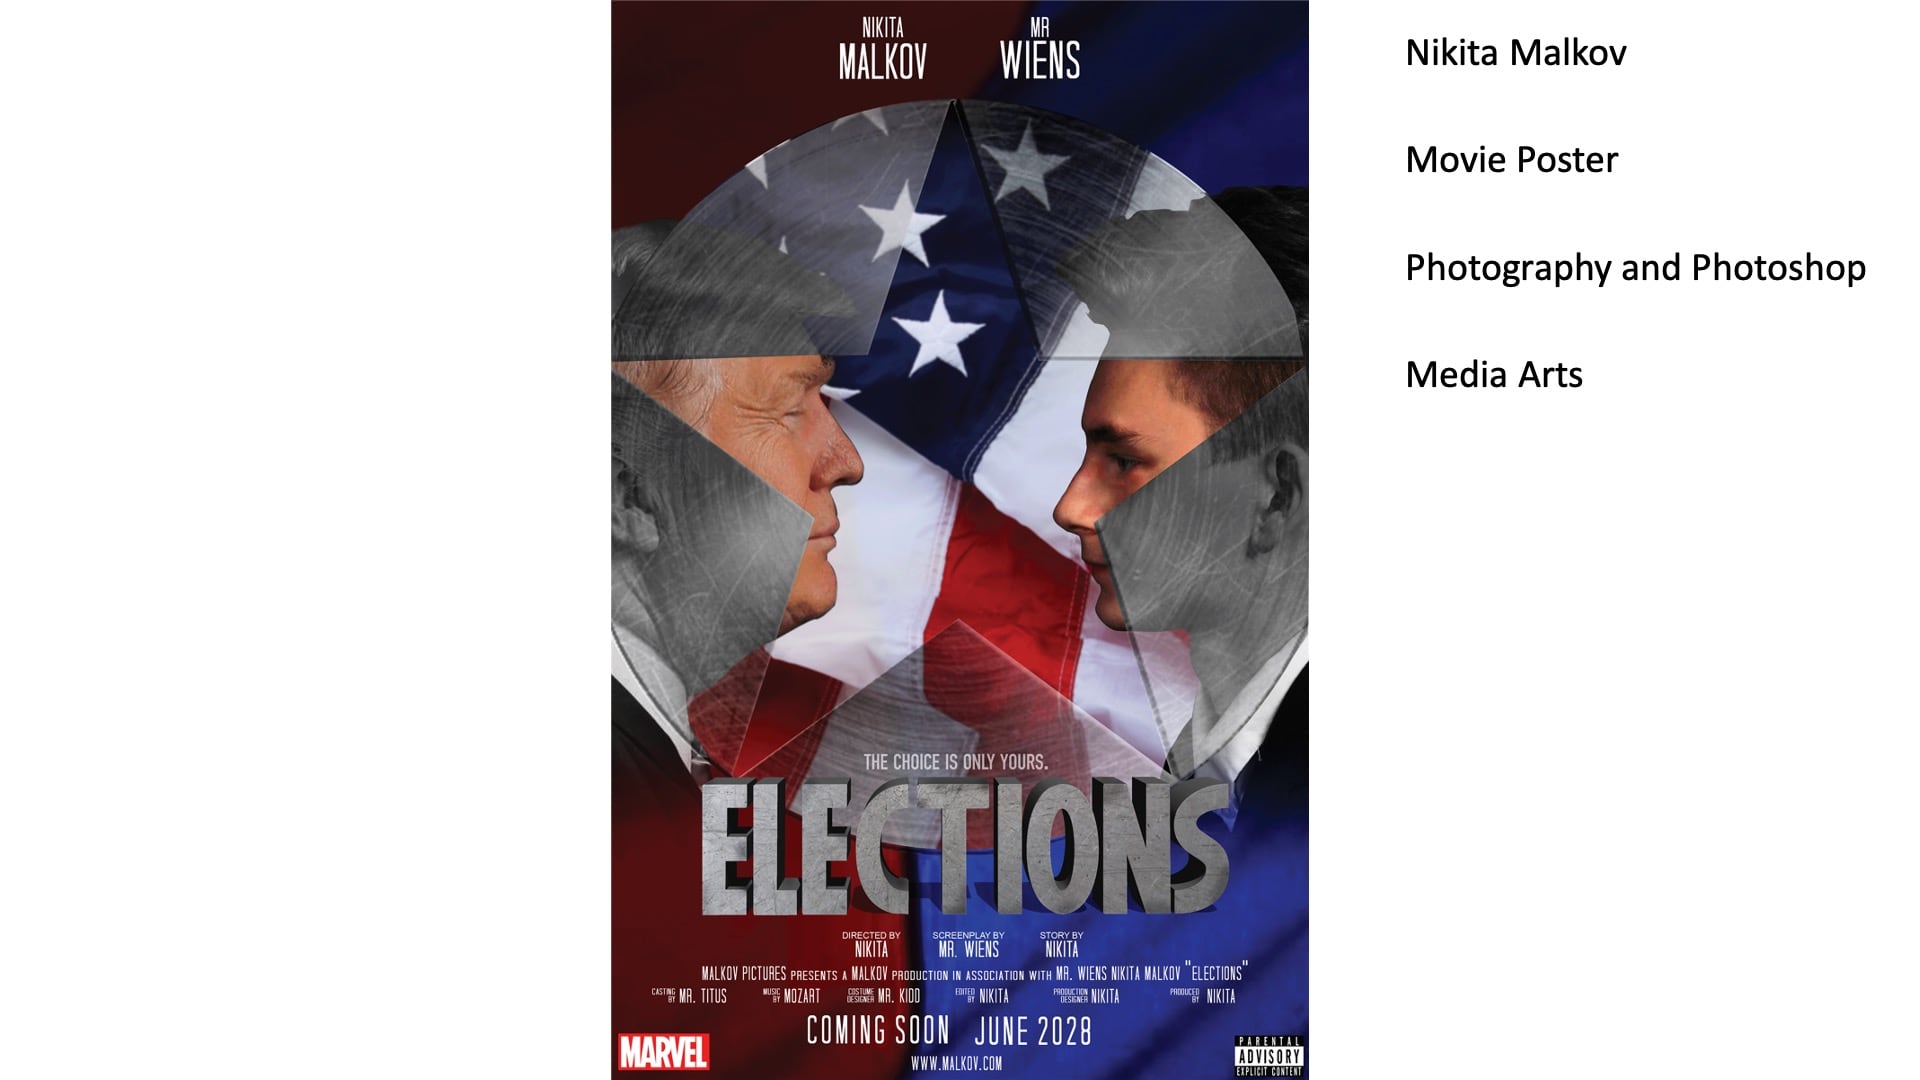 NIKITA
MALKOV
MR
WIENS
THE CHOICE IS ONLY YOURS.
ELECTIONS
DIRECTED BY
NIKITA
SCREENPLAY BY
MR. WIENS
STORY BY
NIKITA
MALKOV PICTURES PRESENTS A MALKOV PRODUCTION IN ASSOCIATION WITH MR. WIENS NIKITA MALKOV "ELECTIONS"
CASTING BY MR. TITUS MUSIC BY MOZART COSTUME DESIGNER MR. KIDD EDITED BY NIKITA PRODUCTION DESIGNER NIKITA PRODUCED BY NIKITA
COMING SOON JUNE 2028
WWW.MALKOV.COM
MARVEL
PARENTAL
ADVISORY
EXPLICIT CONTENT
Nikita Malkov
Movie Poster
Photography and Photoshop
Media Arts